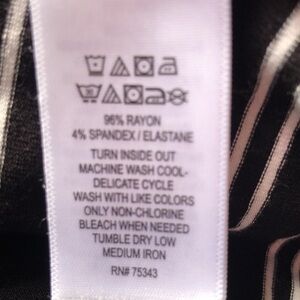 96% RAYON
4% SPANDEX / ELASTANE
TURN INSIDE OUT
MACHINE WASH COOL-
DELICATE CYCLE
WASH WITH LIKE COLORS
ONLY NON-CHLORINE
BLEACH WHEN NEEDED
TUMBLE DRY LOW
MEDIUM IRON
RN# 75343